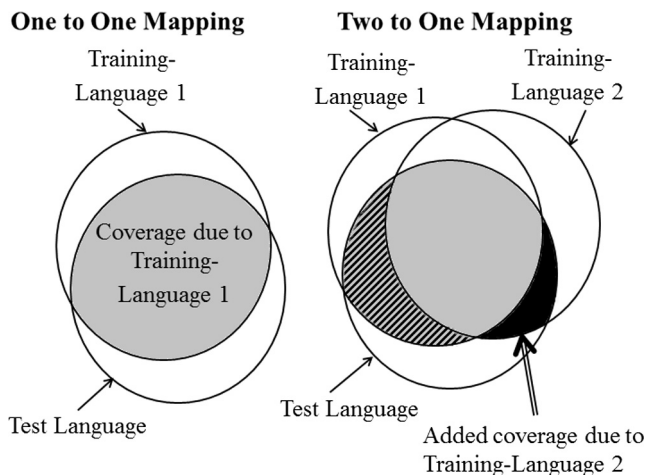 One to One Mapping
Training-
Language 1
Coverage due to
Training-
Language 1
Test Language
Two to One Mapping
Training-
Language 1
Training-
Language 2
Test Language
Added coverage due to
Training-Language 2